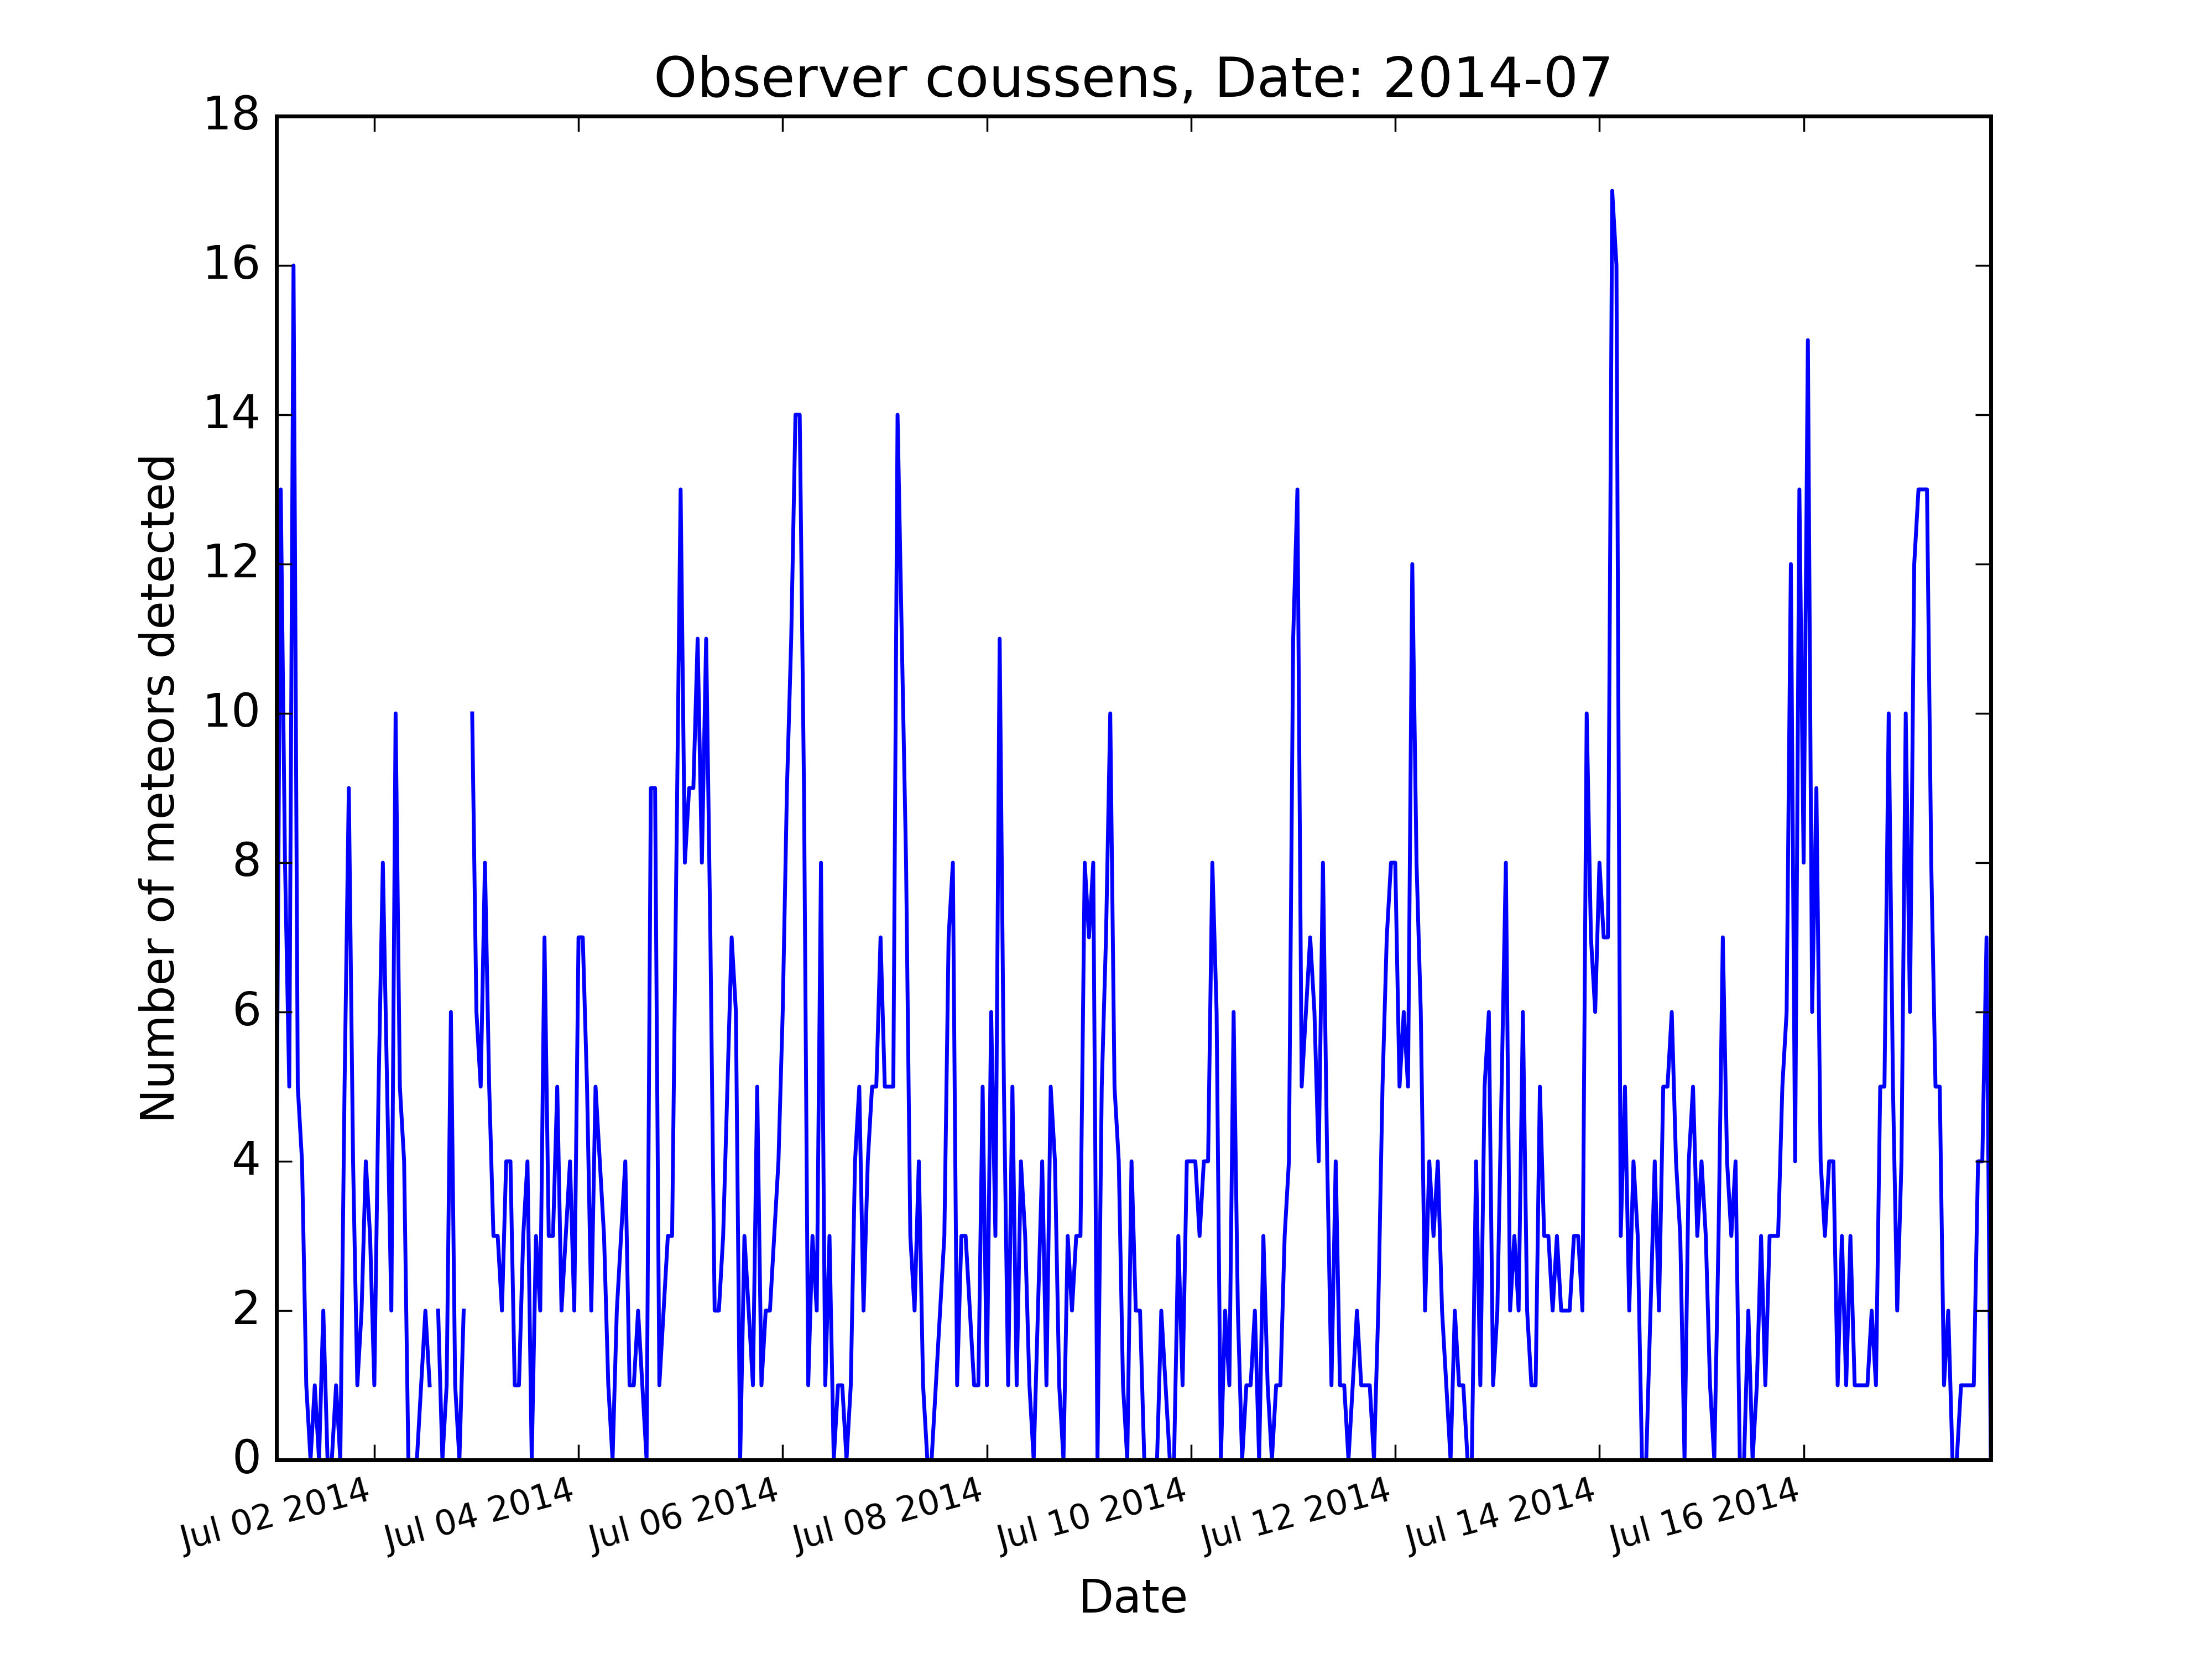 Observer coussens, Date: 2014-07
18
16
14
12
10
8
6
4
2
0
Number of meteors detected
Jul 02 2014
Jul 04 2014
Jul 06 2014
Jul 08 2014
Jul 10 2014
Jul 12 2014
Jul 14 2014
Jul 16 2014
Date